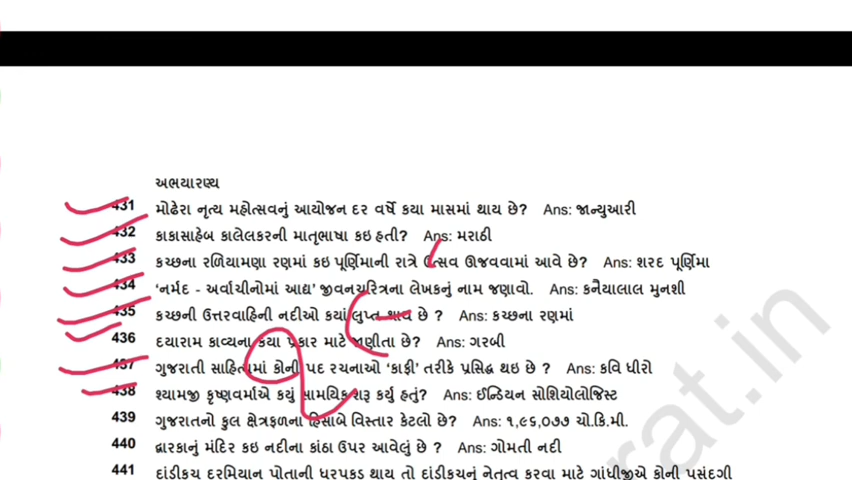 અભયારણ્ય
431 મોઢેરા નૃત્ય મહોત્સવનું આયોજન દર વર્ષે કયા માસમાં થાય છે? Ans: જાન્યુઆરી
432 કાકાસાહેબ કાલેલકરની માતૃભાષા કઇ હતી? Ans: મરાઠી
433 કચ્છના રળિયામણા રણમાં કઇ પૂર્ણિમાની રાત્રે ઉત્સવ ઊજવવામાં આવે છે? Ans: શરદ પૂર્ણિમા
434 ‘નર્મદ - અર્વાચીનોમાં આદ્ય’ જીવનચરિત્રના લેખકનું નામ જણાવો. Ans: કનૈયાલાલ મુનશી
435 કચ્છની ઉત્તરવાહિની નદીઓ કયાં લુપ્ત થાય છે ? Ans: કચ્છના રણમાં
436 દયારામ કાવ્યના કયા પ્રકાર માટે જાણીતા છે? Ans: ગરબી
437 ગુજરાતી સાહિત્યમાં કોની પદ રચનાઓ ‘કાફી’ તરીકે પ્રસિદ્ધ થઇ છે ? Ans: કવિ ધીરો
438 શ્યામજી કૃષ્ણવર્માએ કયું સામયિક શરૂ કર્યું હતું? Ans: ઈન્ડિયન સોશિયોલોજિસ્ટ
439 ગુજરાતનો કુલ ક્ષેત્રફળના હિસાબે વિસ્તાર કેટલો છે? Ans: ૧,૯૬,૦૭૭ ચો.કિ.મી.
440 દ્વારકાનું મંદિર કઇ નદીના કાંઠા ઉપર આવેલું છે ? Ans: ગોમતી નદી
441 દાંડીકચ દરમિયાન પોતાની ધરપકડ થાય તો દાંડીકચનું નેતૃત્વ કરવા માટે ગાંધીજીએ કોની પસંદગી
rat.in